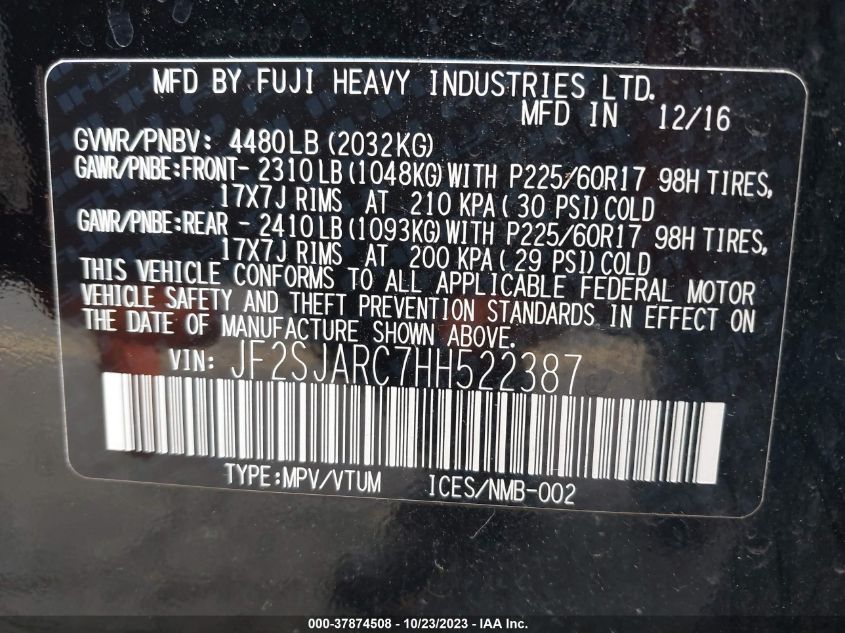 MFD BY FUJI HEAVY INDUSTRIES LTD.
MFD IN 12/16
GVWR/PNBV: 4480LB(2032KG)
GAWR/PNBE:FRONT- 2310LB(1048KG)WITH P225/60R17 98H TIRES,
17X7J RIMS AT 210 KPA( 30 PSI)COLD
GAWR/PNBE:REAR - 2410LB(1093KG)WITH P225/60R17 98H TIRES,
17X7J RIMS AT 200 KPA( 29 PSI)COLD
THIS VEHICLE CONFORMS TO ALL APPLICABLE FEDERAL MOTOR
VEHICLE SAFETY AND THEFT PREVENTION STANDARDS IN EFFECT ON
THE DATE OF MANUFACTURE SHOWN ABOVE.
VIN: JF2SJARC7HH522387
TYPE:MPV/VTUM ICES/NMB-002
000-37874508 - 10/23/2023 - IAA Inc.